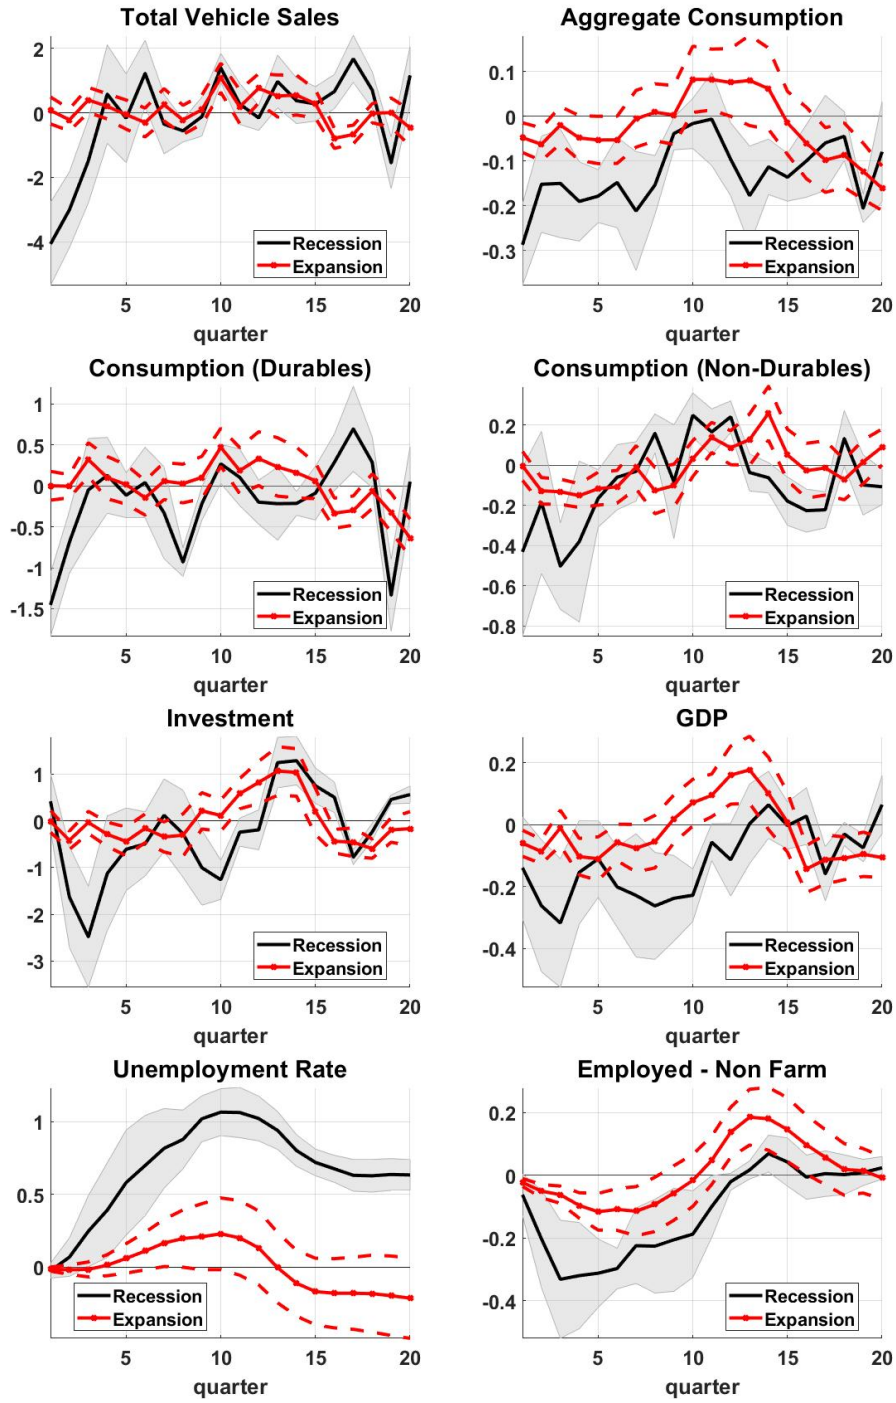 Total Vehicle Sales
2
0
-2
-4
Recession
Expansion
5 10 15 20
quarter
Aggregate Consumption
0.1
0
-0.1
-0.2
-0.3
Recession
Expansion
5 10 15 20
quarter
Consumption (Durables)
1
0.5
0
-0.5
-1
-1.5
Recession
Expansion
5 10 15 20
quarter
Consumption (Non-Durables)
0.2
0
-0.2
-0.4
-0.6
-0.8
Recession
Expansion
5 10 15 20
quarter
Investment
1
0
-1
-2
-3
Recession
Expansion
5 10 15 20
quarter
GDP
0.2
0
-0.2
-0.4
Recession
Expansion
5 10 15 20
quarter
Unemployment Rate
1
0.5
0
Recession
Expansion
5 10 15 20
quarter
Employed - Non Farm
0.2
0
-0.2
-0.4
Recession
Expansion
5 10 15 20
quarter